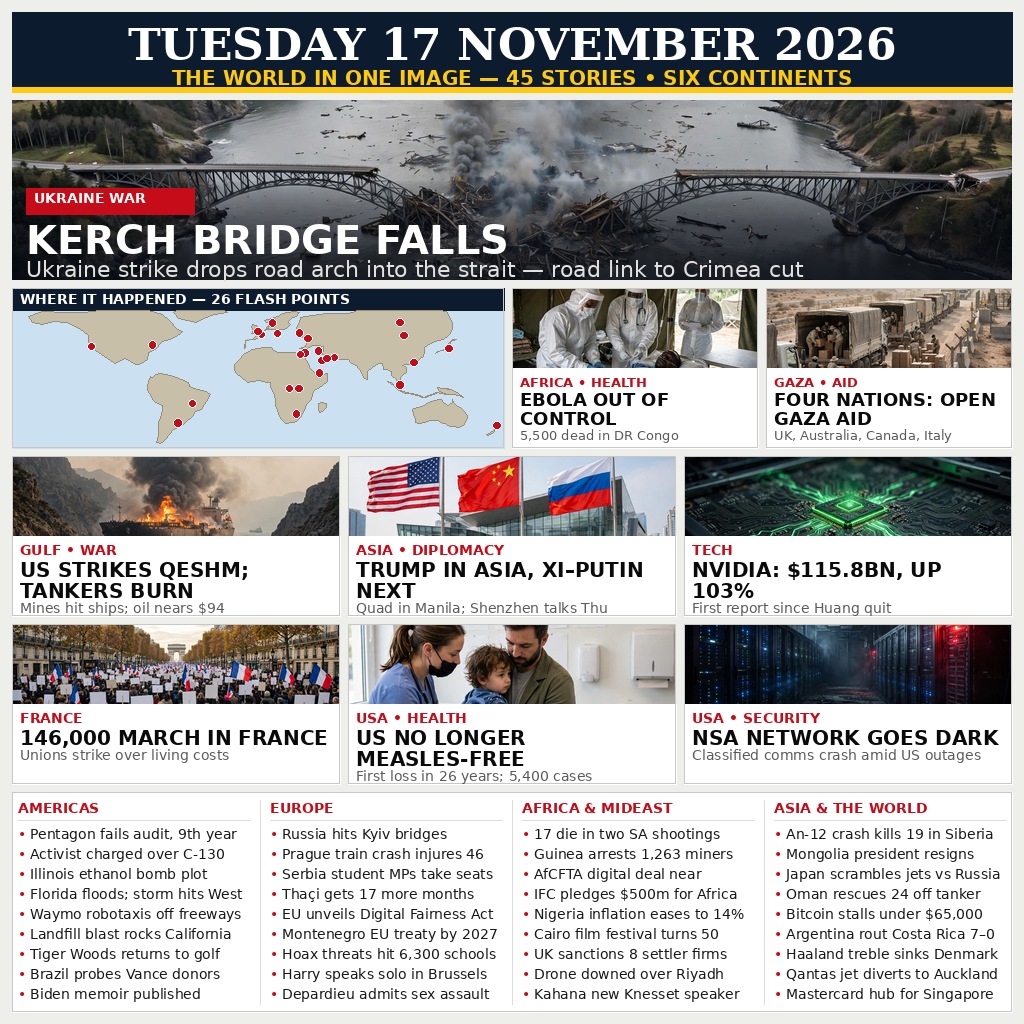 TUESDAY 17 NOVEMBER 2026
THE WORLD IN ONE IMAGE — 45 STORIES • SIX CONTINENTS
UKRAINE WAR
KERCH BRIDGE FALLS
Ukraine strike drops road arch into the strait — road link to Crimea cut
WHERE IT HAPPENED — 26 FLASH POINTS
AFRICA • HEALTH
EBOLA OUT OF
CONTROL
5,500 dead in DR Congo
GAZA • AID
FOUR NATIONS: OPEN
GAZA AID
UK, Australia, Canada, Italy
GULF • WAR
US STRIKES QESHM;
TANKERS BURN
Mines hit ships; oil nears $94
ASIA • DIPLOMACY
TRUMP IN ASIA, XI–PUTIN
NEXT
Quad in Manila; Shenzhen talks Thu
TECH
NVIDIA: $115.8BN, UP
103%
First report since Huang quit
FRANCE
146,000 MARCH IN FRANCE
Unions strike over living costs
USA • HEALTH
US NO LONGER
MEASLES-FREE
First loss in 26 years; 5,400 cases
USA • SECURITY
NSA NETWORK GOES DARK
Classified comms crash amid US outages
AMERICAS
• Pentagon fails audit, 9th year
• Activist charged over C-130
• Illinois ethanol bomb plot
• Florida floods; storm hits West
• Waymo robotaxis off freeways
• Landfill blast rocks California
• Tiger Woods returns to golf
• Brazil probes Vance donors
• Biden memoir published
EUROPE
• Russia hits Kyiv bridges
• Prague train crash injures 46
• Serbia student MPs take seats
• Thaçi gets 17 more months
• EU unveils Digital Fairness Act
• Montenegro EU treaty by 2027
• Hoax threats hit 6,300 schools
• Harry speaks solo in Brussels
• Depardieu admits sex assault
AFRICA & MIDEAST
• 17 die in two SA shootings
• Guinea arrests 1,263 miners
• AfCFTA digital deal near
• IFC pledges $500m for Africa
• Nigeria inflation eases to 14%
• Cairo film festival turns 50
• UK sanctions 8 settler firms
• Drone downed over Riyadh
• Kahana new Knesset speaker
ASIA & THE WORLD
• An-12 crash kills 19 in Siberia
• Mongolia president resigns
• Japan scrambles jets vs Russia
• Oman rescues 24 off tanker
• Bitcoin stalls under $65,000
• Argentina rout Costa Rica 7–0
• Haaland treble sinks Denmark
• Qantas jet diverts to Auckland
• Mastercard hub for Singapore